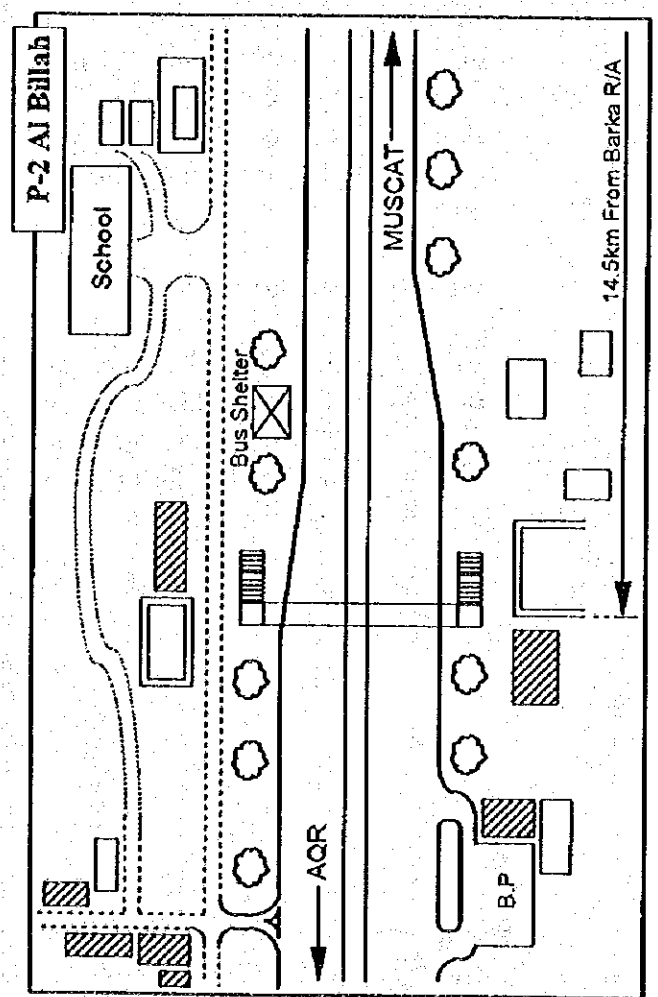 P-2 Al Billah
School
Bus Shelter
MUSCAT
AQR
14.5km From Barka R/A
B.P